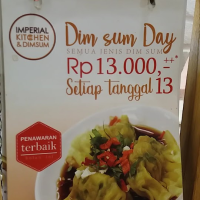 IMPERIAL
KITCHEN
& DIMSUM
Dim sum Day
SEMUA JENIS DIM SUM
Rp 13.000,-++*
Setiap tanggal 13
PENAWARAN
terbaik